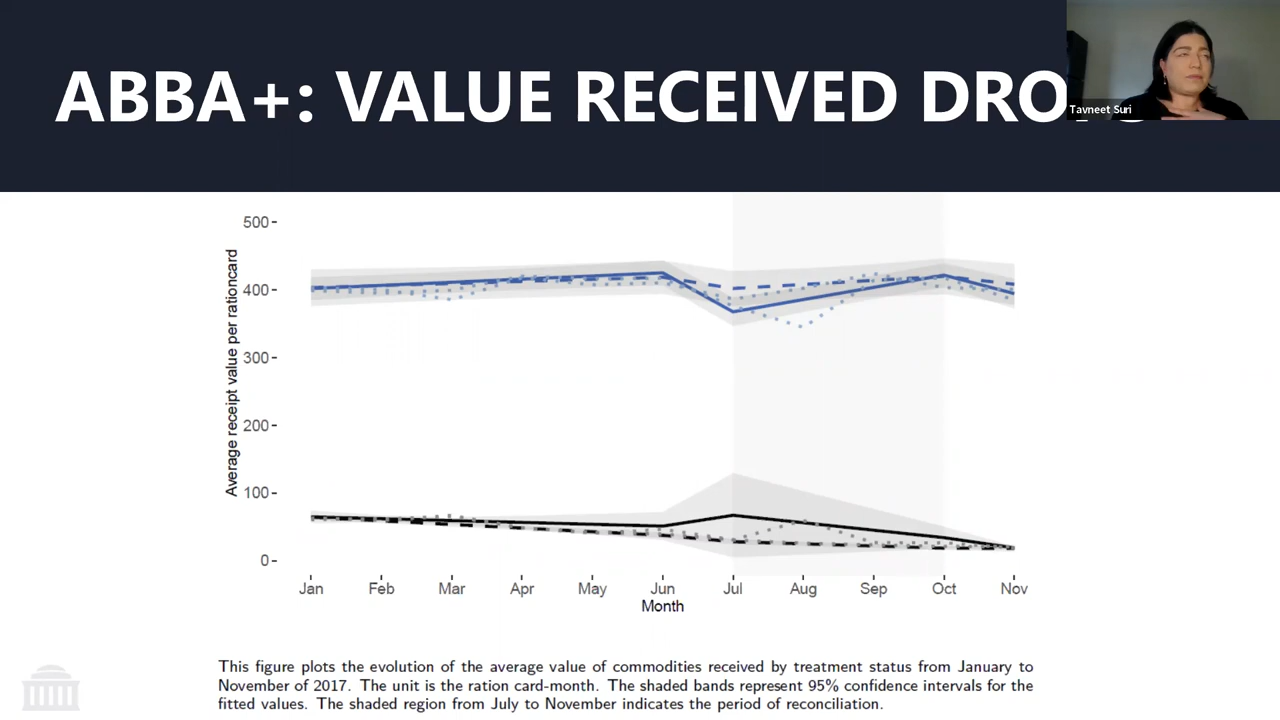 ABBA+: VALUE RECEIVED
Tavneet Suri
Average receipt value per rationcard
500
400
300
200
100
0
Jan Feb Mar Apr May Jun Jul Aug Sep Oct Nov
Month
This figure plots the evolution of the average value of commodities received by treatment status from January to
November of 2017. The unit is the ration card-month. The shaded bands represent 95% confidence intervals for the
fitted values. The shaded region from July to November indicates the period of reconciliation.